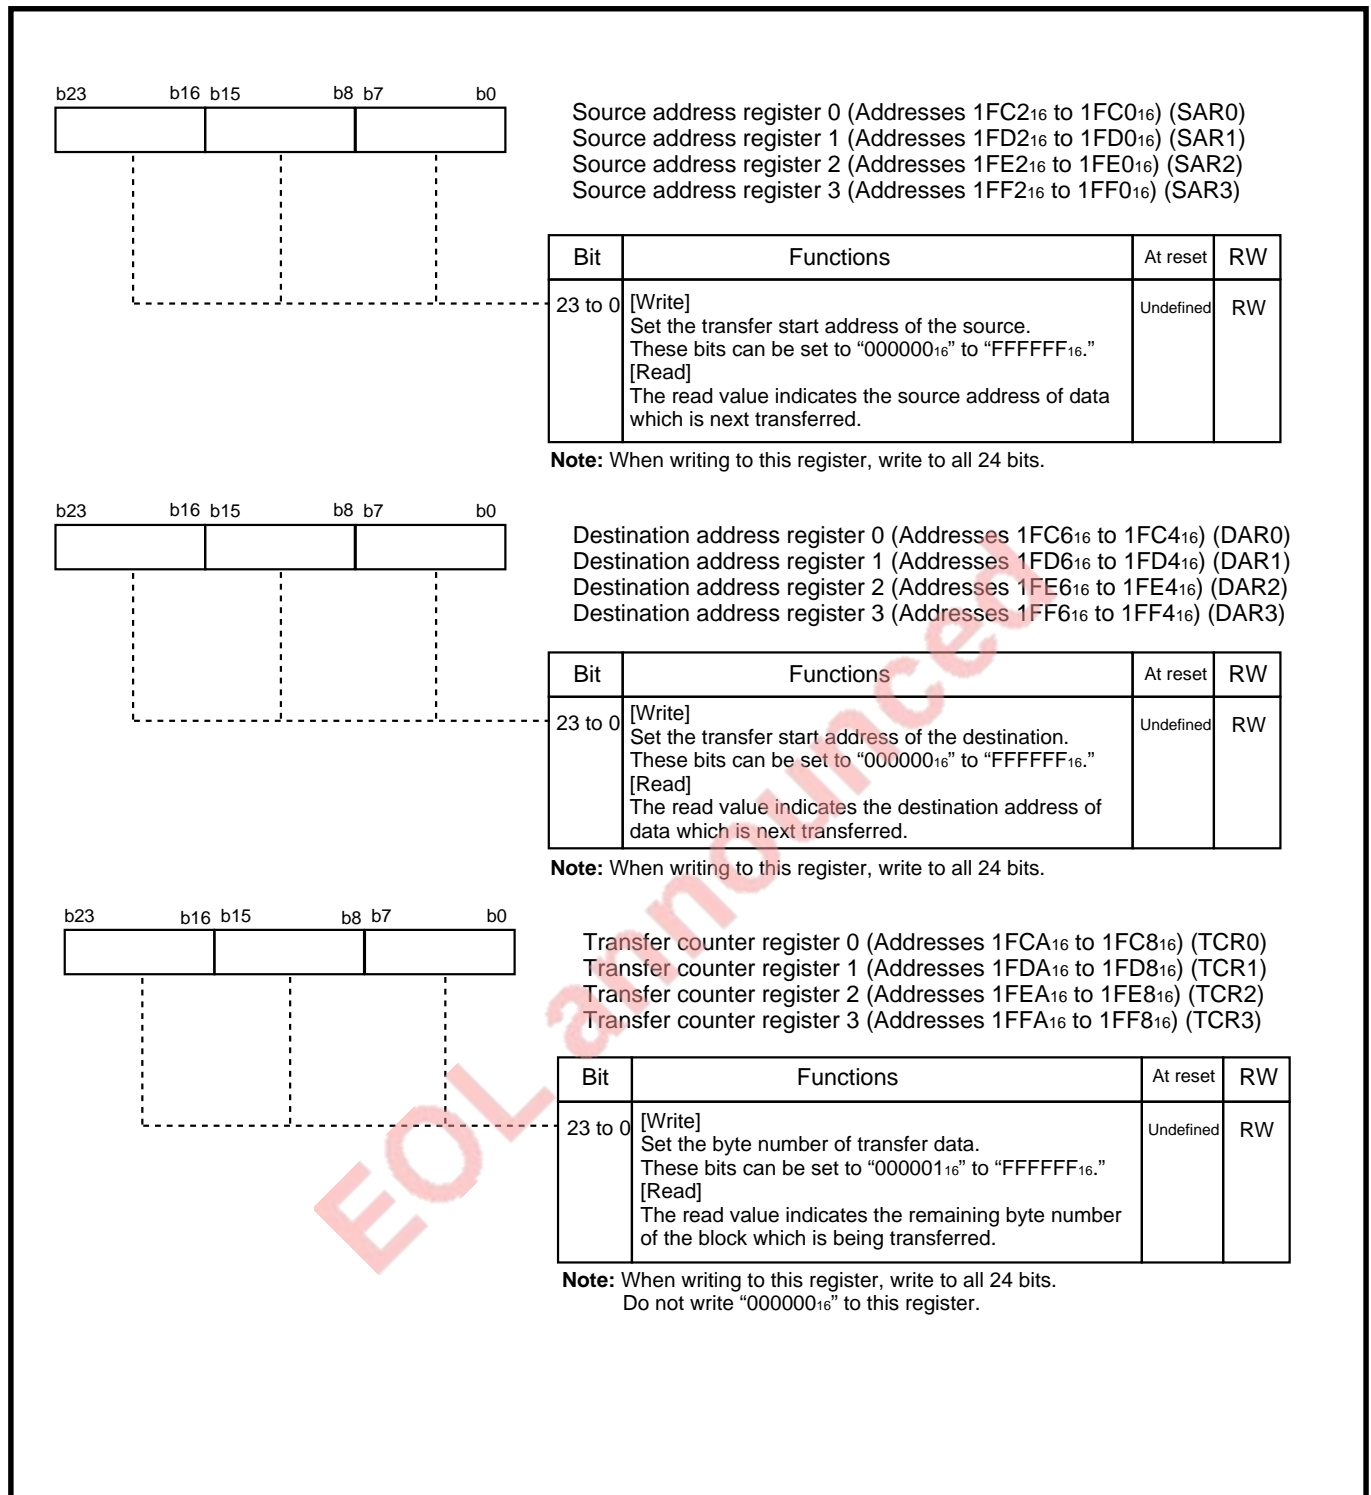 b23 b16 b15 b8 b7 b0
Source address register 0 (Addresses 1FC2₁₆ to 1FC0₁₆) (SAR0)
Source address register 1 (Addresses 1FD2₁₆ to 1FD0₁₆) (SAR1)
Source address register 2 (Addresses 1FE2₁₆ to 1FE0₁₆) (SAR2)
Source address register 3 (Addresses 1FF2₁₆ to 1FF0₁₆) (SAR3)
Bit Functions At reset RW
23 to 0 [Write] Undefined RW
Set the transfer start address of the source.
These bits can be set to “000000₁₆” to “FFFFFF₁₆.”
[Read]
The read value indicates the source address of data
which is next transferred.
Note: When writing to this register, write to all 24 bits.
b23 b16 b15 b8 b7 b0
Destination address register 0 (Addresses 1FC6₁₆ to 1FC4₁₆) (DAR0)
Destination address register 1 (Addresses 1FD6₁₆ to 1FD4₁₆) (DAR1)
Destination address register 2 (Addresses 1FE6₁₆ to 1FE4₁₆) (DAR2)
Destination address register 3 (Addresses 1FF6₁₆ to 1FF4₁₆) (DAR3)
Bit Functions At reset RW
23 to 0 [Write] Undefined RW
Set the transfer start address of the destination.
These bits can be set to “000000₁₆” to “FFFFFF₁₆.”
[Read]
The read value indicates the destination address of
data which is next transferred.
Note: When writing to this register, write to all 24 bits.
b23 b16 b15 b8 b7 b0
Transfer counter register 0 (Addresses 1FCA₁₆ to 1FC8₁₆) (TCR0)
Transfer counter register 1 (Addresses 1FDA₁₆ to 1FD8₁₆) (TCR1)
Transfer counter register 2 (Addresses 1FEA₁₆ to 1FE8₁₆) (TCR2)
Transfer counter register 3 (Addresses 1FFA₁₆ to 1FF8₁₆) (TCR3)
Bit Functions At reset RW
23 to 0 [Write] Undefined RW
Set the byte number of transfer data.
These bits can be set to “000001₁₆” to “FFFFFF₁₆.”
[Read]
The read value indicates the remaining byte number
of the block which is being transferred.
Note: When writing to this register, write to all 24 bits.
Do not write “000000₁₆” to this register.
EOL announced